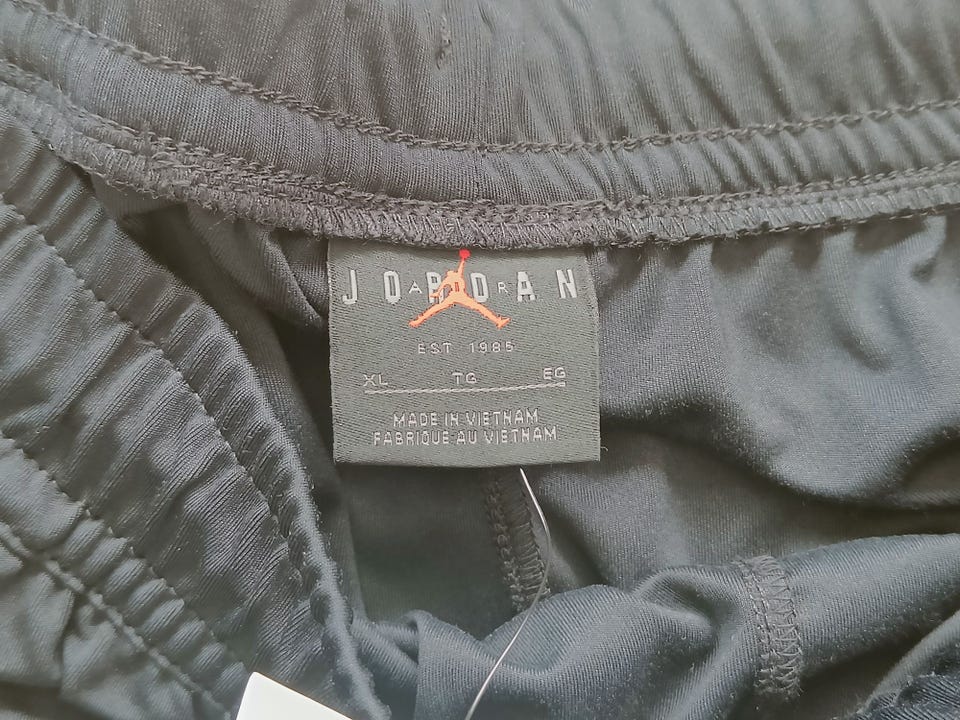 JORDAN
AIR
EST 1985
XL TG EG
MADE IN VIETNAM
FABRIQUE AU VIETNAM